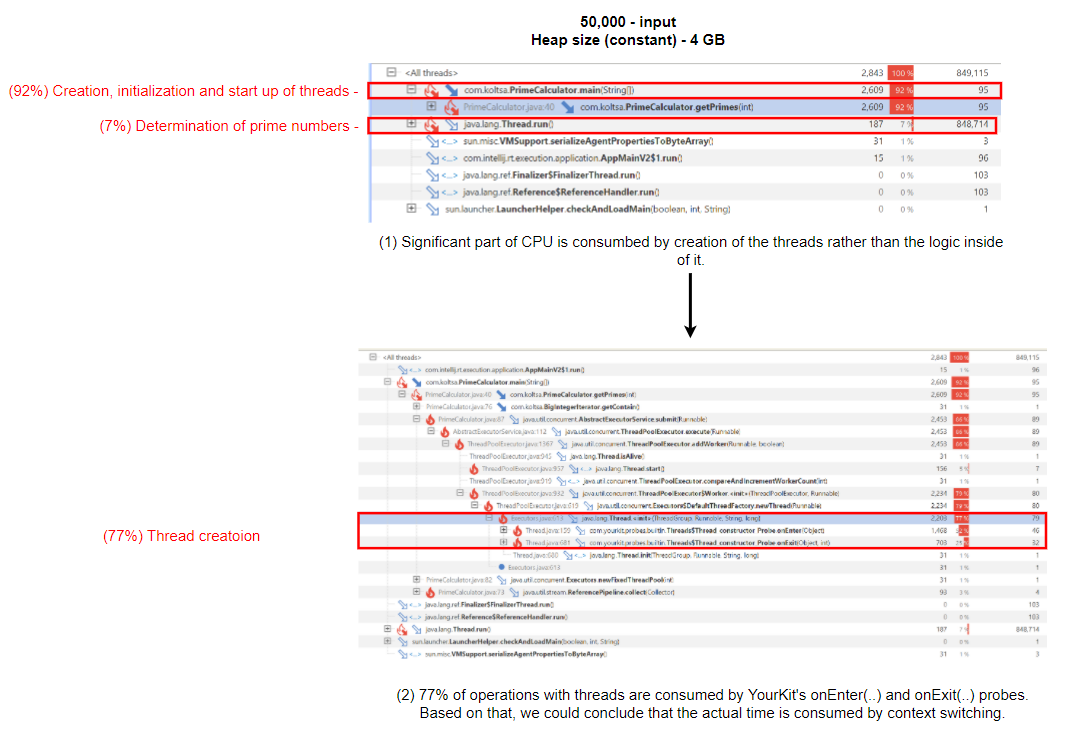 50,000 - input
Heap size (constant) - 4 GB
<All threads> 2,843 100 % 849,115
(92%) Creation, initialization and start up of threads - com.koltsa.PrimeCalculator.main(String[]) 2,609 92 % 95
PrimeCalculator.java:40 com.koltsa.PrimeCalculator.getPrimes(int) 2,609 92 % 95
(7%) Determination of prime numbers - java.lang.Thread.run() 187 7 % 848,714
<...> sun.misc.VMSupport.serializeAgentPropertiesToByteArray() 31 1 % 3
<...> com.intellij.rt.execution.application.AppMainV2$1.run() 15 1 % 96
<...> java.lang.ref.Finalizer$FinalizerThread.run() 0 0 % 103
<...> java.lang.ref.Reference$ReferenceHandler.run() 0 0 % 103
sun.launcher.LauncherHelper.checkAndLoadMain(boolean, int, String) 0 0 % 1
(1) Significant part of CPU is consumbed by creation of the threads rather than the logic inside
of it.
<All threads> 2,843 100 % 849,115
<...> com.intellij.rt.execution.application.AppMainV2$1.run() 15 1 % 96
com.koltsa.PrimeCalculator.main(String[]) 2,609 92 % 95
PrimeCalculator.java:40 com.koltsa.PrimeCalculator.getPrimes(int) 2,609 92 % 95
PrimeCalculator.java:76 com.koltsa.BigIntegerIterator.getContain() 31 1 % 1
PrimeCalculator.java:87 java.util.concurrent.AbstractExecutorService.submit(Runnable) 2,453 86 % 89
AbstractExecutorService.java:112 java.util.concurrent.ThreadPoolExecutor.execute(Runnable) 2,453 86 % 89
ThreadPoolExecutor.java:1367 java.util.concurrent.ThreadPoolExecutor.addWorker(Runnable, boolean) 2,453 86 % 89
ThreadPoolExecutor.java:945 java.lang.Thread.isAlive() 31 1 % 1
ThreadPoolExecutor.java:957 <...> java.lang.Thread.start() 156 5 % 7
ThreadPoolExecutor.java:919 <...> java.util.concurrent.ThreadPoolExecutor.compareAndIncrementWorkerCount(int) 31 1 % 1
ThreadPoolExecutor.java:932 java.util.concurrent.ThreadPoolExecutor$Worker.<init>(ThreadPoolExecutor, Runnable) 2,234 79 % 80
ThreadPoolExecutor.java:619 java.util.concurrent.Executors$DefaultThreadFactory.newThread(Runnable) 2,234 79 % 80
Executors.java:613 java.lang.Thread.<init>(ThreadGroup, Runnable, String, long) 2,203 77 % 79
(77%) Thread creatoion Thread.java:159 <...> com.yourkit.probes.builtin.Threads$Thread_constructor_Probe.onEnter(Object) 1,468 46
Thread.java:681 <...> com.yourkit.probes.builtin.Threads$Thread_constructor_Probe.onExit(Object, int) 703 32
Thread.java:680 <...> java.lang.Thread.init(ThreadGroup, Runnable, String, long) 31 1 % 1
Executors.java:613 31 1 % 1
PrimeCalculator.java:82 java.util.concurrent.Executors.newFixedThreadPool(int) 31 1 % 1
PrimeCalculator.java:73 java.util.stream.ReferencePipeline.collect(Collector) 93 3 % 4
<...> java.lang.ref.Finalizer$FinalizerThread.run() 0 0 % 103
<...> java.lang.ref.Reference$ReferenceHandler.run() 0 0 % 103
java.lang.Thread.run() 187 7 % 848,714
sun.launcher.LauncherHelper.checkAndLoadMain(boolean, int, String) 0 0 % 1
<...> sun.misc.VMSupport.serializeAgentPropertiesToByteArray() 31 1 % 3
(2) 77% of operations with threads are consumed by YourKit's onEnter(..) and onExit(..) probes.
Based on that, we could conclude that the actual time is consumed by context switching.